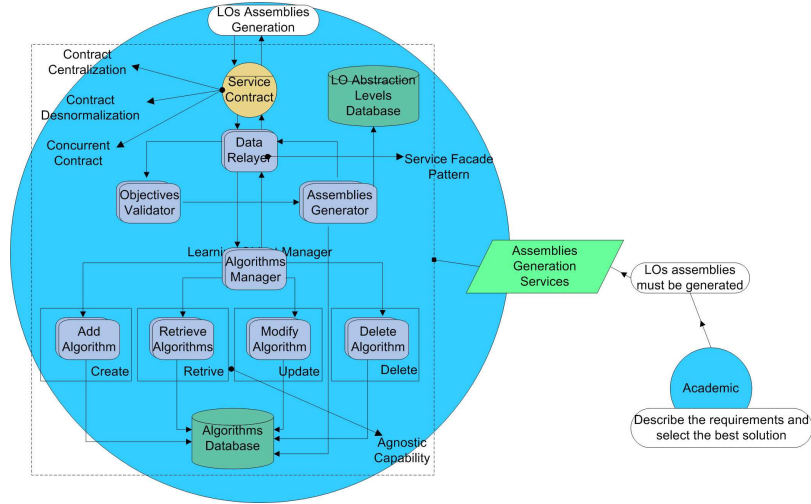 LOs Assemblies
Generation
Contract
Centralization
Service
Contract
LO Abstraction
Levels
Database
Contract
Desnormalization
Concurrent
Contract
Data
Relayer
Service Facade
Pattern
Objectives
Validator
Assemblies
Generator
Manager
Algorithms
Manager
Assemblies
Generation
Services
LOs assemblies
must be generated
Add
Algorithm
Create
Retrieve
Algorithms
Retrive
Modify
Algorithm
Update
Delete
Algorithm
Delete
Academic
Describe the requirements and
select the best solution
Algorithms
Database
Agnostic
Capability